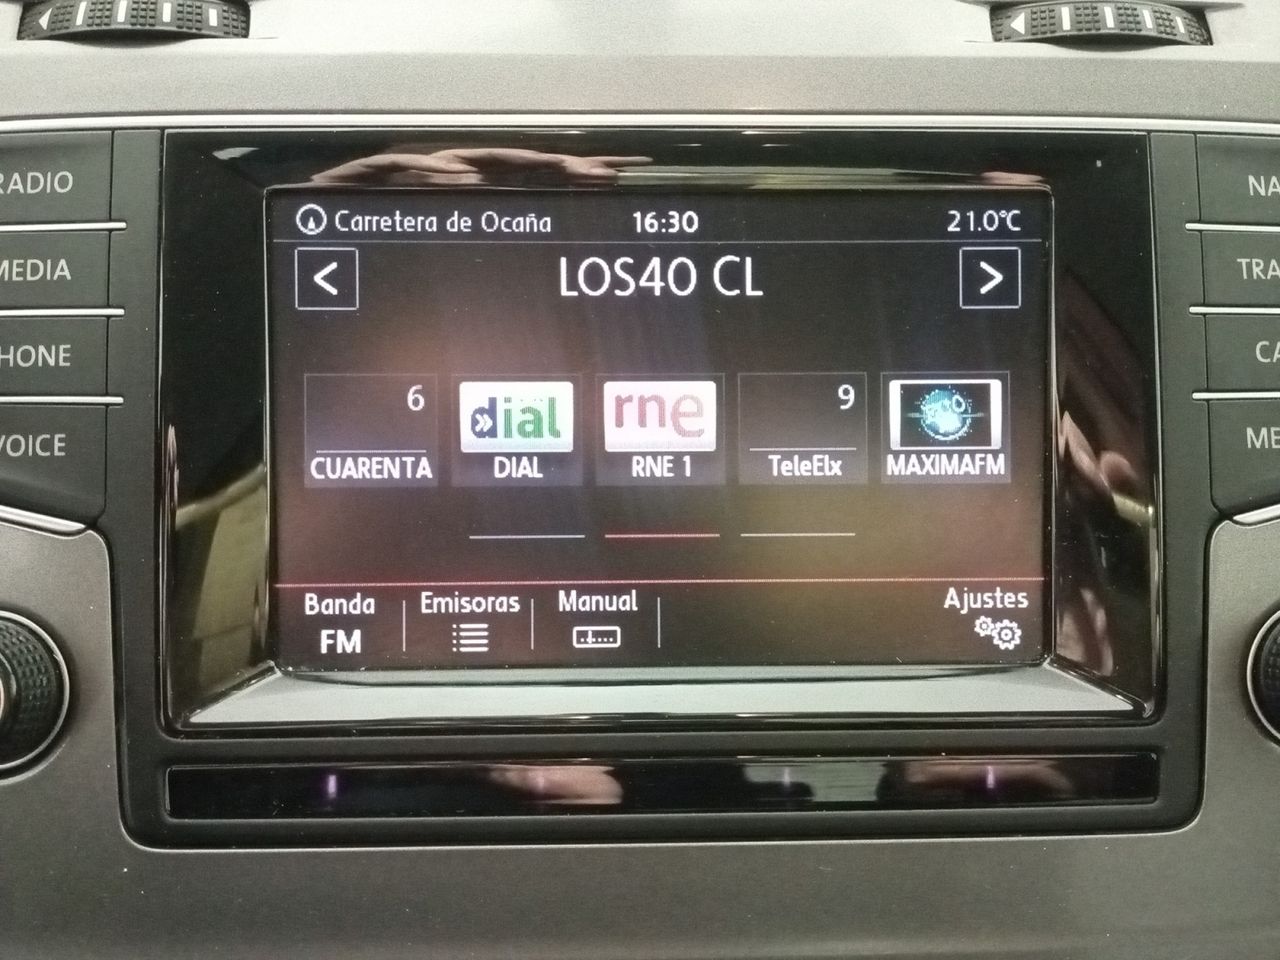 RADIO
MEDIA
PHONE
VOICE
Carretera de Ocaña 16:30 21.0°C
< LOS40 CL >
6 dial rne 9
CUARENTA DIAL RNE 1 TeleElx MAXIMAFM
Banda Emisoras Manual Ajustes
FM
NA
TRA
CA
ME